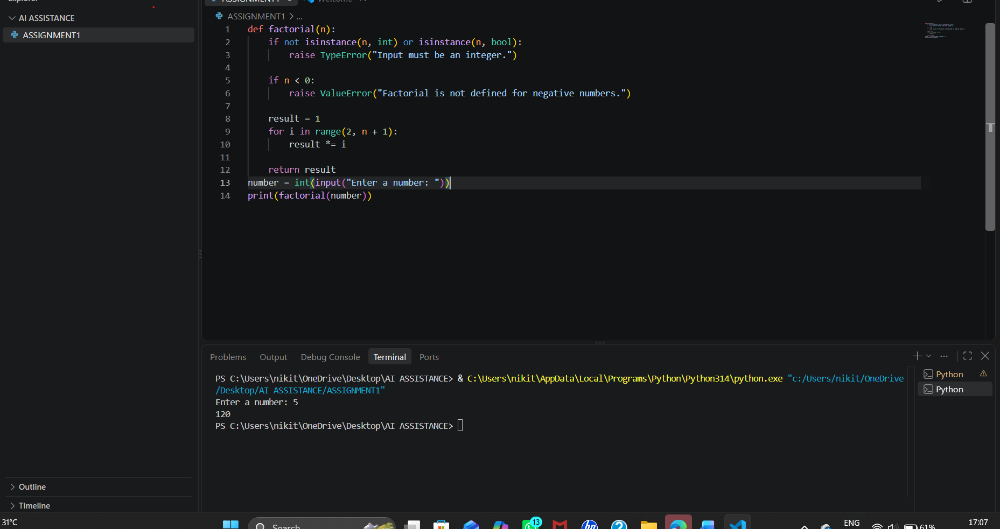 Explorer
AI ASSISTANCE
ASSIGNMENT1
ASSIGNMENT1
Welcome
ASSIGNMENT1 > ...
1 def factorial(n):
2     if not isinstance(n, int) or isinstance(n, bool):
3         raise TypeError("Input must be an integer.")
4
5     if n < 0:
6         raise ValueError("Factorial is not defined for negative numbers.")
7
8     result = 1
9     for i in range(2, n + 1):
10         result *= i
11
12     return result
13 number = int(input("Enter a number: "))
14 print(factorial(number))
Problems Output Debug Console Terminal Ports
PS C:\Users\nikit\OneDrive\Desktop\AI ASSISTANCE> & C:\Users\nikit\AppData\Local\Programs\Python\Python314\python.exe "c:/Users/nikit/OneDrive
/Desktop/AI ASSISTANCE/ASSIGNMENT1"
Enter a number: 5
120
PS C:\Users\nikit\OneDrive\Desktop\AI ASSISTANCE>
Python
Python
Outline
Timeline
31°C
Search
13
hp
ENG
61%
17:07